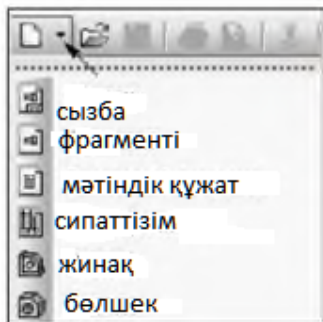 сызба
фрагменті
мәтіндік құжат
сипаттізім
жинақ
бөлшек